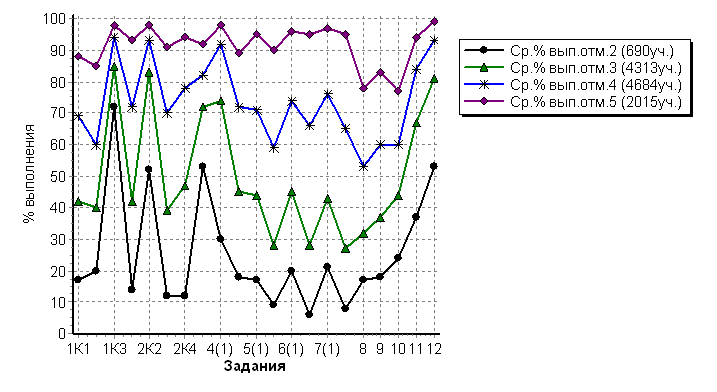 % выполнения
100
90
80
70
60
50
40
30
20
10
0
1К1 1К3 2К2 2К4 4(1) 5(1) 6(1) 7(1) 8 9 10 11 12
Задания
Ср.% вып.отм.2 (690уч.)
Ср.% вып.отм.3 (4313уч.)
Ср.% вып.отм.4 (4684уч.)
Ср.% вып.отм.5 (2015уч.)